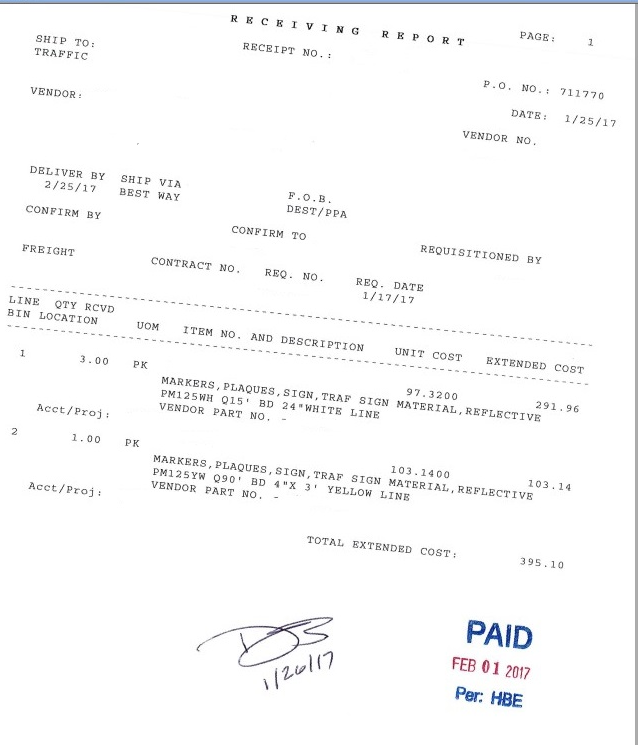 RECEIVING REPORT
PAGE: 1
SHIP TO:
TRAFFIC
RECEIPT NO.:
P.O. NO.: 711770
VENDOR:
DATE: 1/25/17
VENDOR NO.
DELIVER BY SHIP VIA
2/25/17 BEST WAY
F.O.B.
DEST/PPA
CONFIRM BY
CONFIRM TO
REQUISITIONED BY
FREIGHT
CONTRACT NO. REQ. NO. REQ. DATE
1/17/17
LINE QTY RCVD
BIN LOCATION UOM ITEM NO. AND DESCRIPTION UNIT COST EXTENDED COST
1 3.00 PK 97.3200 291.96
MARKERS,PLAQUES,SIGN,TRAF SIGN MATERIAL,REFLECTIVE
PM125WH Q15' BD 24"WHITE LINE
Acct/Proj: VENDOR PART NO. -
2 1.00 PK 103.1400 103.14
MARKERS,PLAQUES,SIGN,TRAF SIGN MATERIAL,REFLECTIVE
PM125YW Q90' BD 4"X 3' YELLOW LINE
Acct/Proj: VENDOR PART NO. -
TOTAL EXTENDED COST: 395.10
1/26/17
PAID
FEB 01 2017
Per: HBE